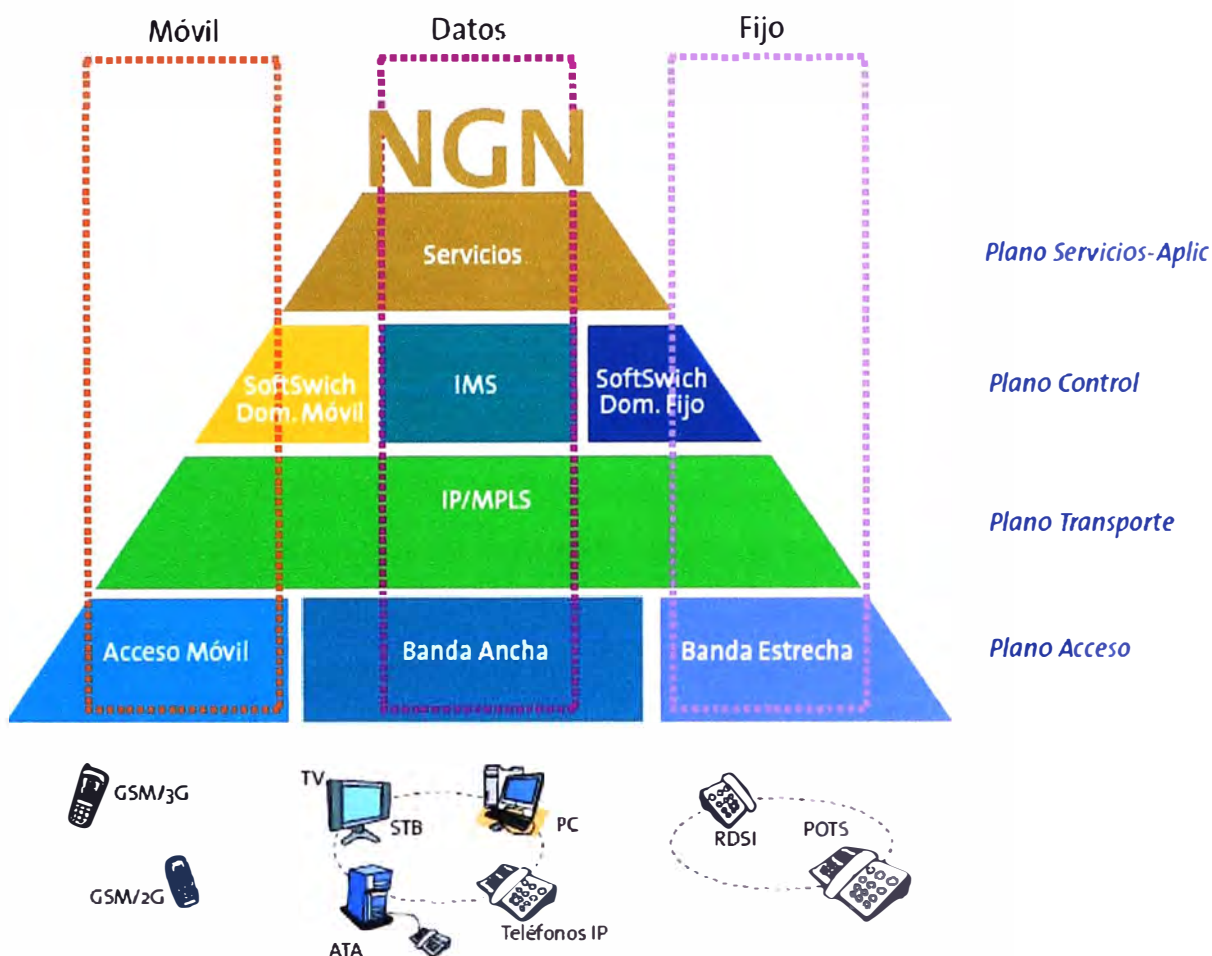 Móvil
Datos
Fijo
NGN
Servicios
Plano Servicios-Aplic
SoftSwich
Dom. Móvil
IMS
SoftSwich
Dom. Fijo
Plano Control
IP/MPLS
Plano Transporte
Acceso Móvil
Banda Ancha
Banda Estrecha
Plano Acceso
GSM/3G
GSM/2G
TV
STB
PC
ATA
Teléfonos IP
RDSI
POTS